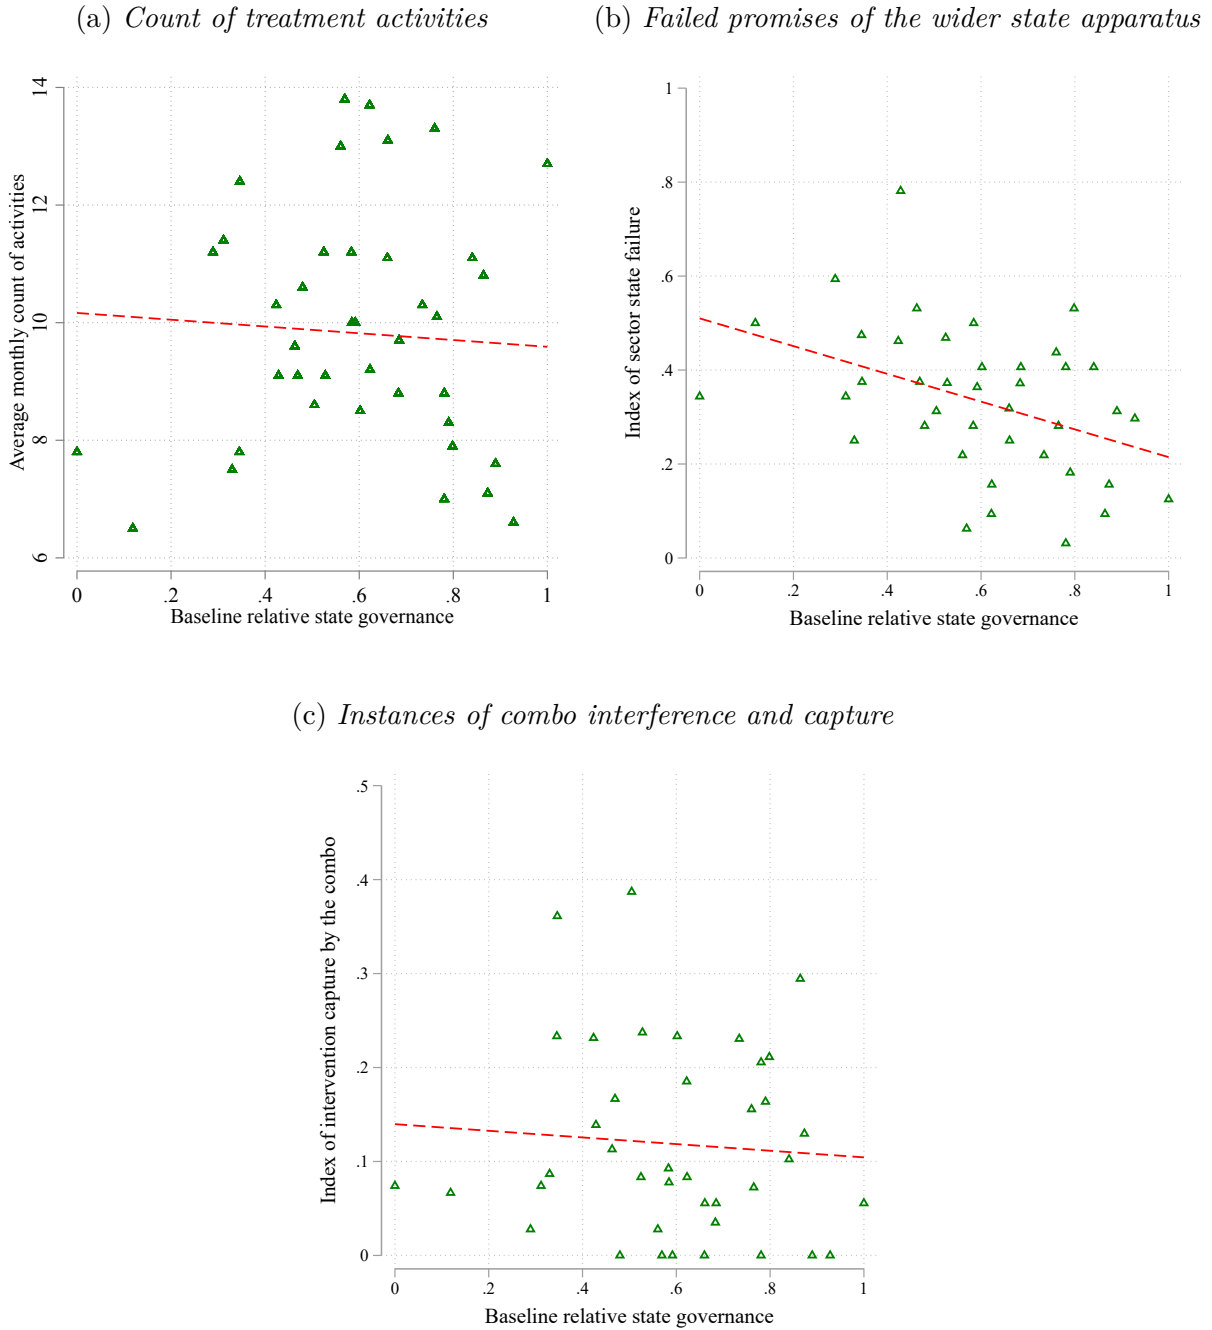 (a) Count of treatment activities
Average monthly count of activities
14
12
10
8
6
0 .2 .4 .6 .8 1
Baseline relative state governance
(b) Failed promises of the wider state apparatus
Index of sector state failure
1
.8
.6
.4
.2
0
0 .2 .4 .6 .8 1
Baseline relative state governance
(c) Instances of combo interference and capture
Index of intervention capture by the combo
.5
.4
.3
.2
.1
0
0 .2 .4 .6 .8 1
Baseline relative state governance